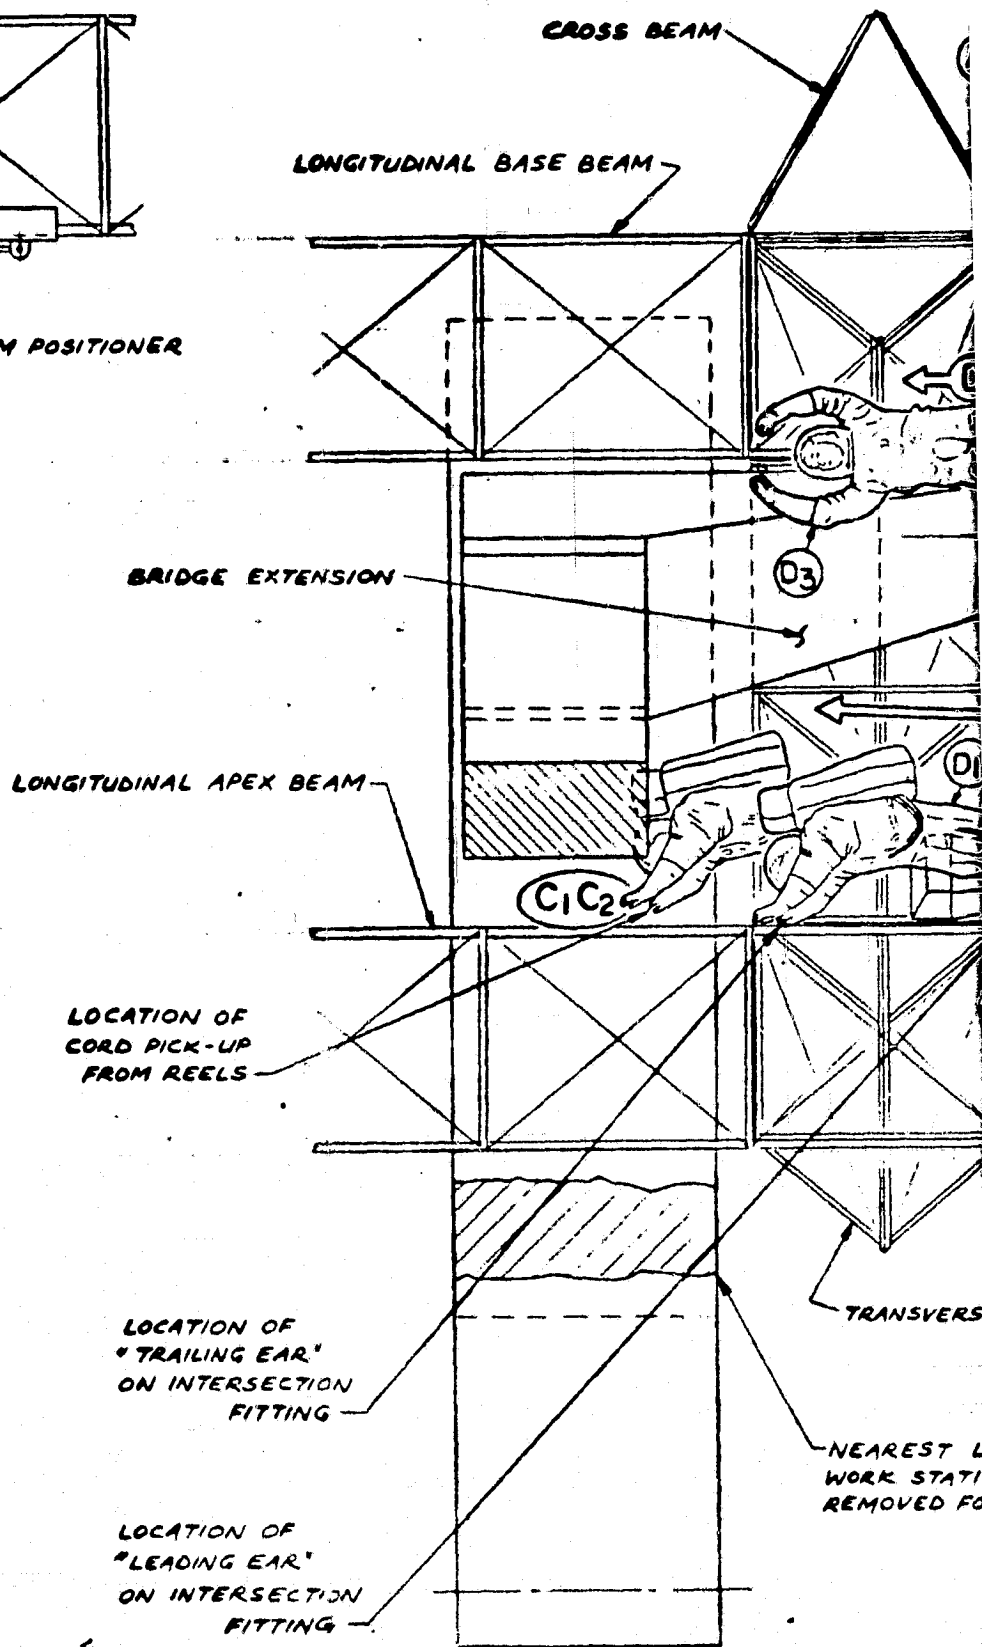 CROSS BEAM
LONGITUDINAL BASE BEAM
M POSITIONER
D3
BRIDGE EXTENSION
LONGITUDINAL APEX BEAM
D1
C1 C2
LOCATION OF
CORD PICK-UP
FROM REELS
TRANSVERS
LOCATION OF
"TRAILING EAR"
ON INTERSECTION
FITTING
NEAREST L
WORK STATI
REMOVED FO
LOCATION OF
"LEADING EAR"
ON INTERSECTION
FITTING